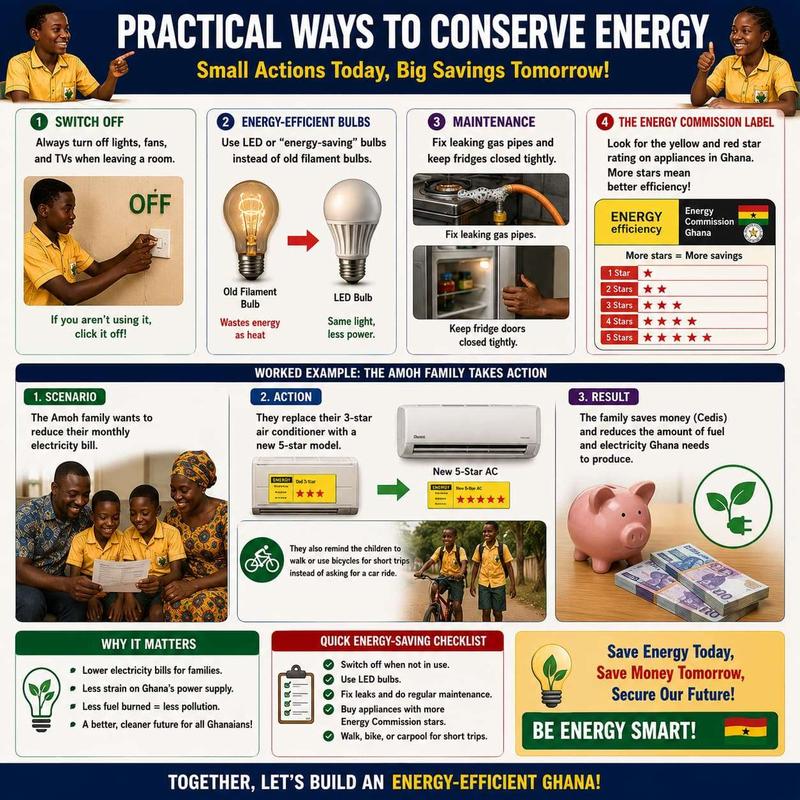 PRACTICAL WAYS TO CONSERVE ENERGY
Small Actions Today, Big Savings Tomorrow!
1 SWITCH OFF
Always turn off lights, fans,
and TVs when leaving a room.
OFF
If you aren't using it,
click it off!
2 ENERGY-EFFICIENT BULBS
Use LED or “energy-saving” bulbs
instead of old filament bulbs.
Old Filament
Bulb
Wastes energy
as heat
LED Bulb
Same light,
less power.
3 MAINTENANCE
Fix leaking gas pipes and
keep fridges closed tightly.
Fix leaking gas pipes.
Keep fridge doors
closed tightly.
4 THE ENERGY COMMISSION LABEL
Look for the yellow and red star
rating on appliances in Ghana.
More stars mean
better efficiency!
ENERGY
efficiency
Energy
Commission
Ghana
More stars = More savings
1 Star
2 Stars
3 Stars
4 Stars
5 Stars
WORKED EXAMPLE: THE AMOH FAMILY TAKES ACTION
1. SCENARIO
The Amoh family wants to
reduce their monthly
electricity bill.
2. ACTION
They replace their 3-star
air conditioner with a
new 5-star model.
ENERGY
New 5-Star AC
ENERGY
New 5-Star AC
They also remind the children to
walk or use bicycles for short trips
instead of asking for a car ride.
3. RESULT
The family saves money (Cedis)
and reduces the amount of fuel
and electricity Ghana needs
to produce.
WHY IT MATTERS
Lower electricity bills for families.
Less strain on Ghana's power supply.
Less fuel burned = less pollution.
A better, cleaner future for all Ghanaians!
QUICK ENERGY-SAVING CHECKLIST
Switch off when not in use.
Use LED bulbs.
Fix leaks and do regular maintenance.
Buy appliances with more
Energy Commission stars.
Walk, bike, or carpool for short trips.
Save Energy Today,
Save Money Tomorrow,
Secure Our Future!
BE ENERGY SMART!
TOGETHER, LET'S BUILD AN ENERGY-EFFICIENT GHANA!